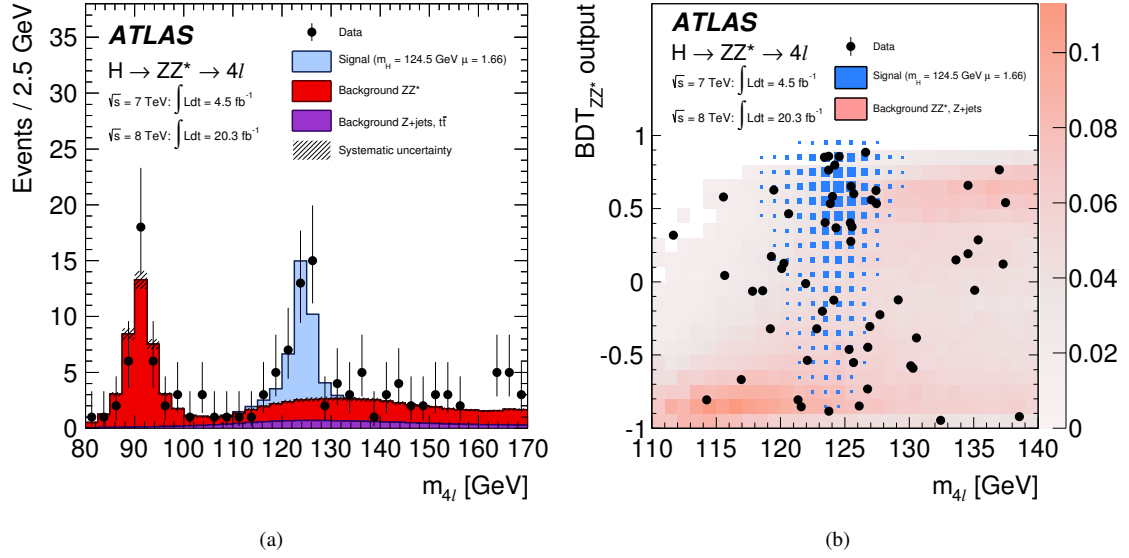 ATLAS
H → ZZ* → 4l
√s = 7 TeV: ∫ Ldt = 4.5 fb⁻¹
√s = 8 TeV: ∫ Ldt = 20.3 fb⁻¹
Data
Signal (m_H = 124.5 GeV μ = 1.66)
Background ZZ*
Background Z+jets, tt̄
Systematic uncertainty
Events / 2.5 GeV
35
30
25
20
15
10
5
0
80 90 100 110 120 130 140 150 160 170
m_4l [GeV]
(a)
ATLAS
H → ZZ* → 4l
√s = 7 TeV: ∫ Ldt = 4.5 fb⁻¹
√s = 8 TeV: ∫ Ldt = 20.3 fb⁻¹
Data
Signal (m_H = 124.5 GeV μ = 1.66)
Background ZZ*, Z+jets
BDT_ZZ* output
1
0.5
0
-0.5
-1
110 115 120 125 130 135 140
m_4l [GeV]
0.1
0.08
0.06
0.04
0.02
0
(b)